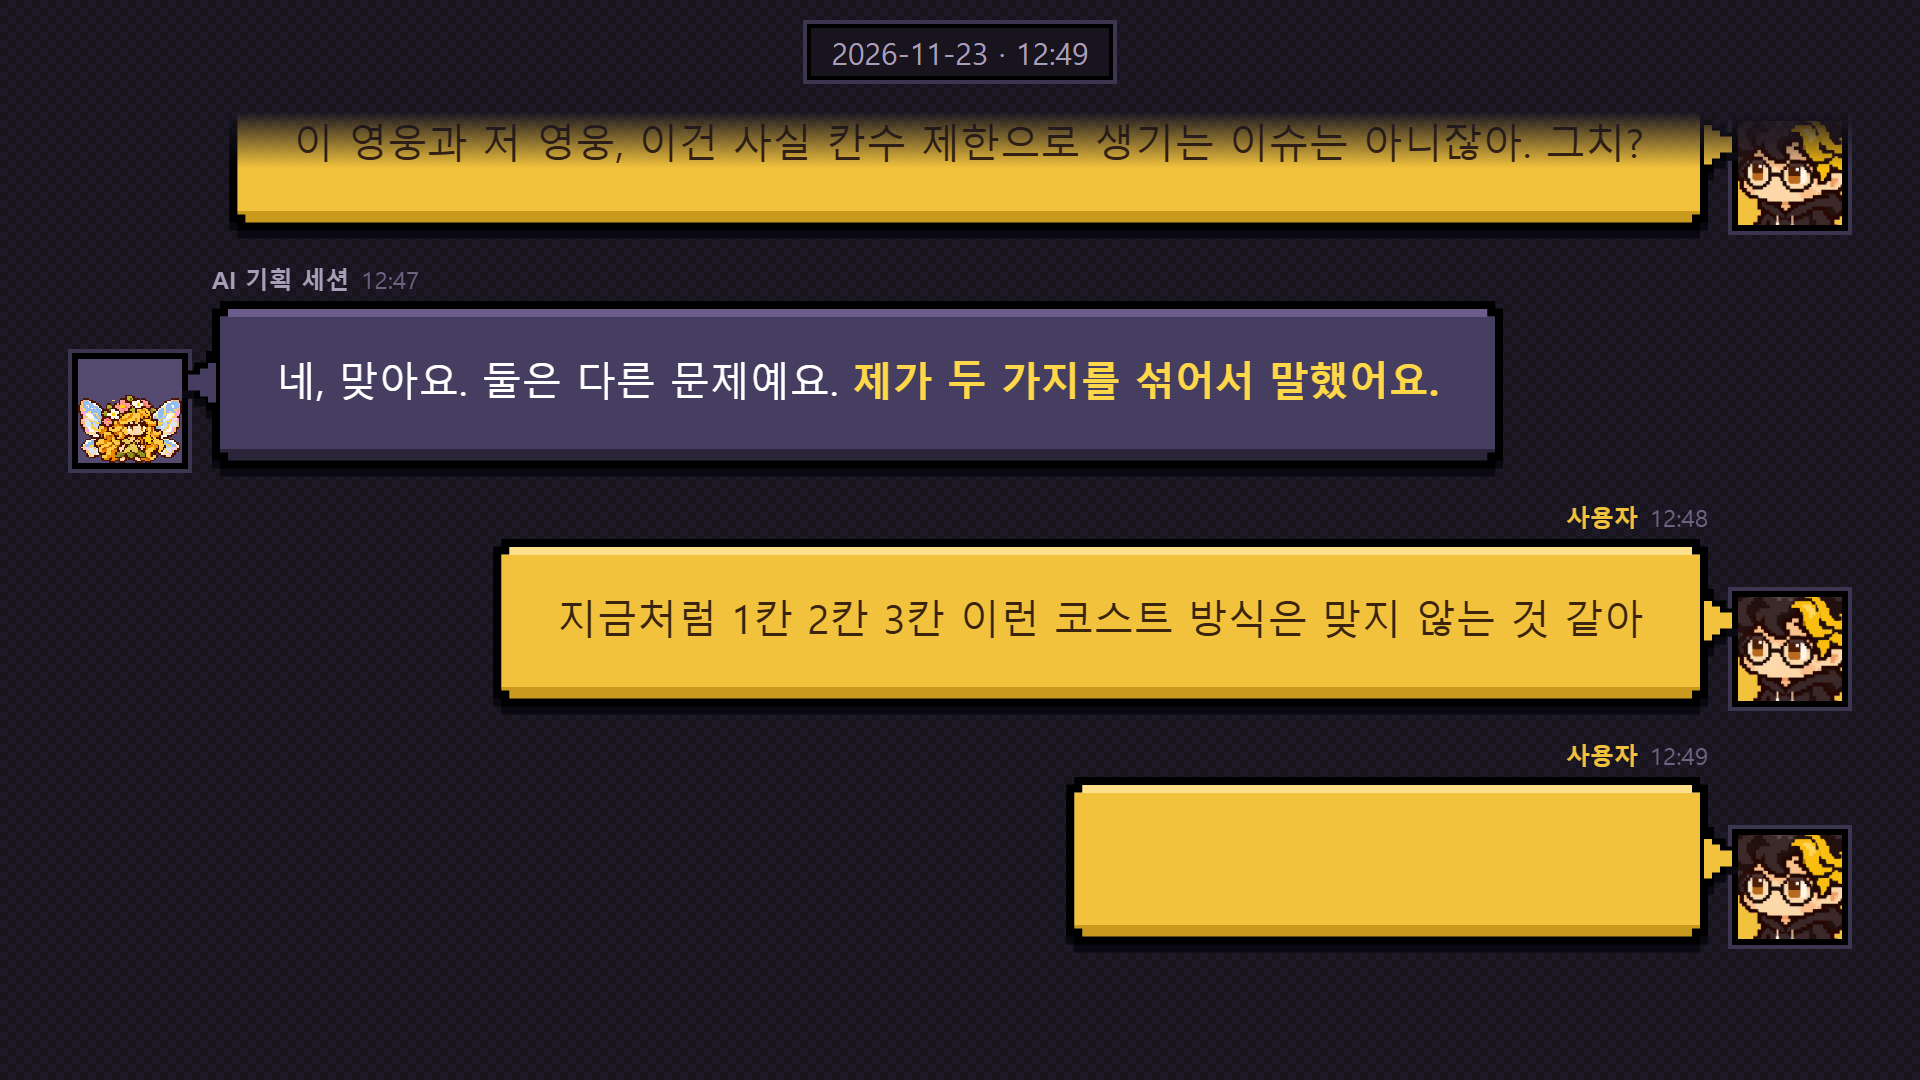 2026-11-23 · 12:49
이 영웅과 저 영웅, 이건 사실 칸수 제한으로 생기는 이슈는 아니잖아. 그치?
AI 기획 세션 12:47
네, 맞아요. 둘은 다른 문제예요. 제가 두 가지를 섞어서 말했어요.
사용자 12:48
지금처럼 1칸 2칸 3칸 이런 코스트 방식은 맞지 않는 것 같아
사용자 12:49